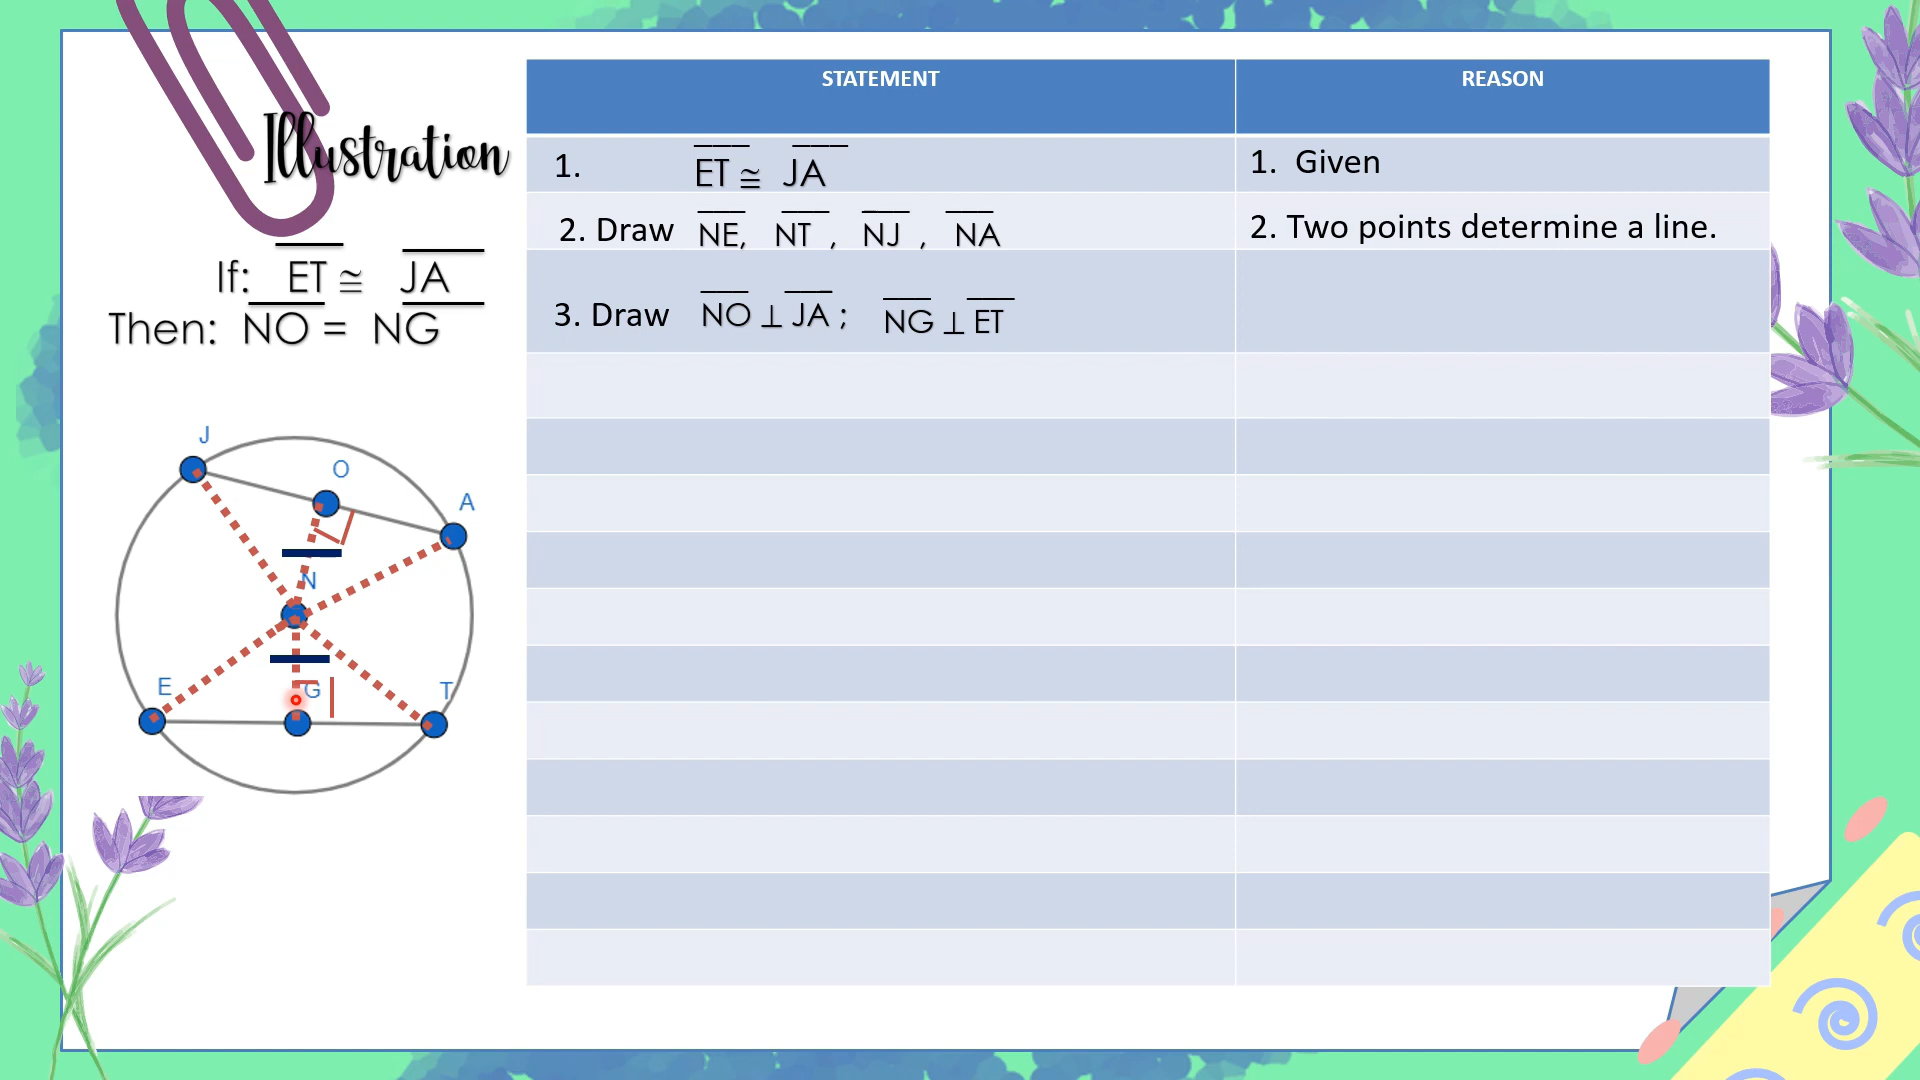 Illustration
If: ET ≅ JA
Then: NO = NG
J
O
A
N
E
G
T
STATEMENT REASON
1. ET ≅ JA 1. Given
2. Draw NE, NT , NJ , NA 2. Two points determine a line.
3. Draw NO ⊥ JA ; NG ⊥ ET